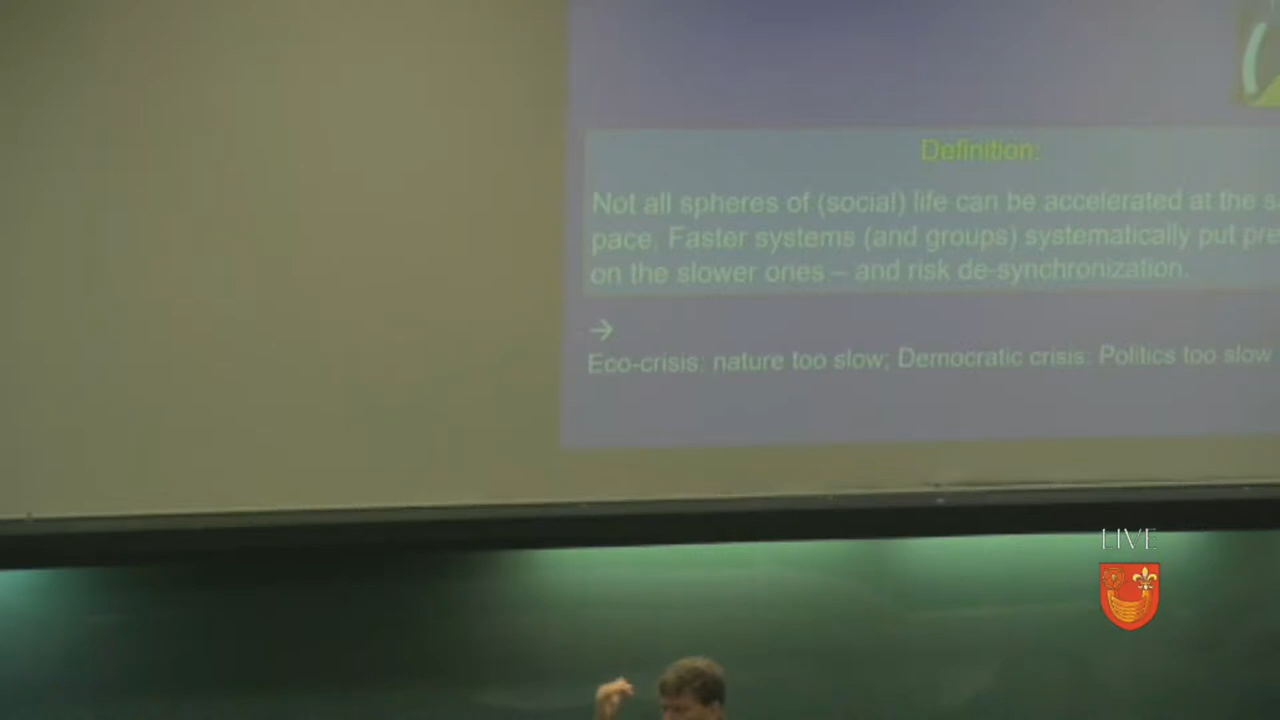 Definition:
Not all spheres of (social) life can be accelerated at the
pace. Faster systems (and groups) systematically put
on the slower ones – and risk de-synchronization.
→
Eco-crisis: nature too slow; Democratic crisis: Politics too slow
LIVE